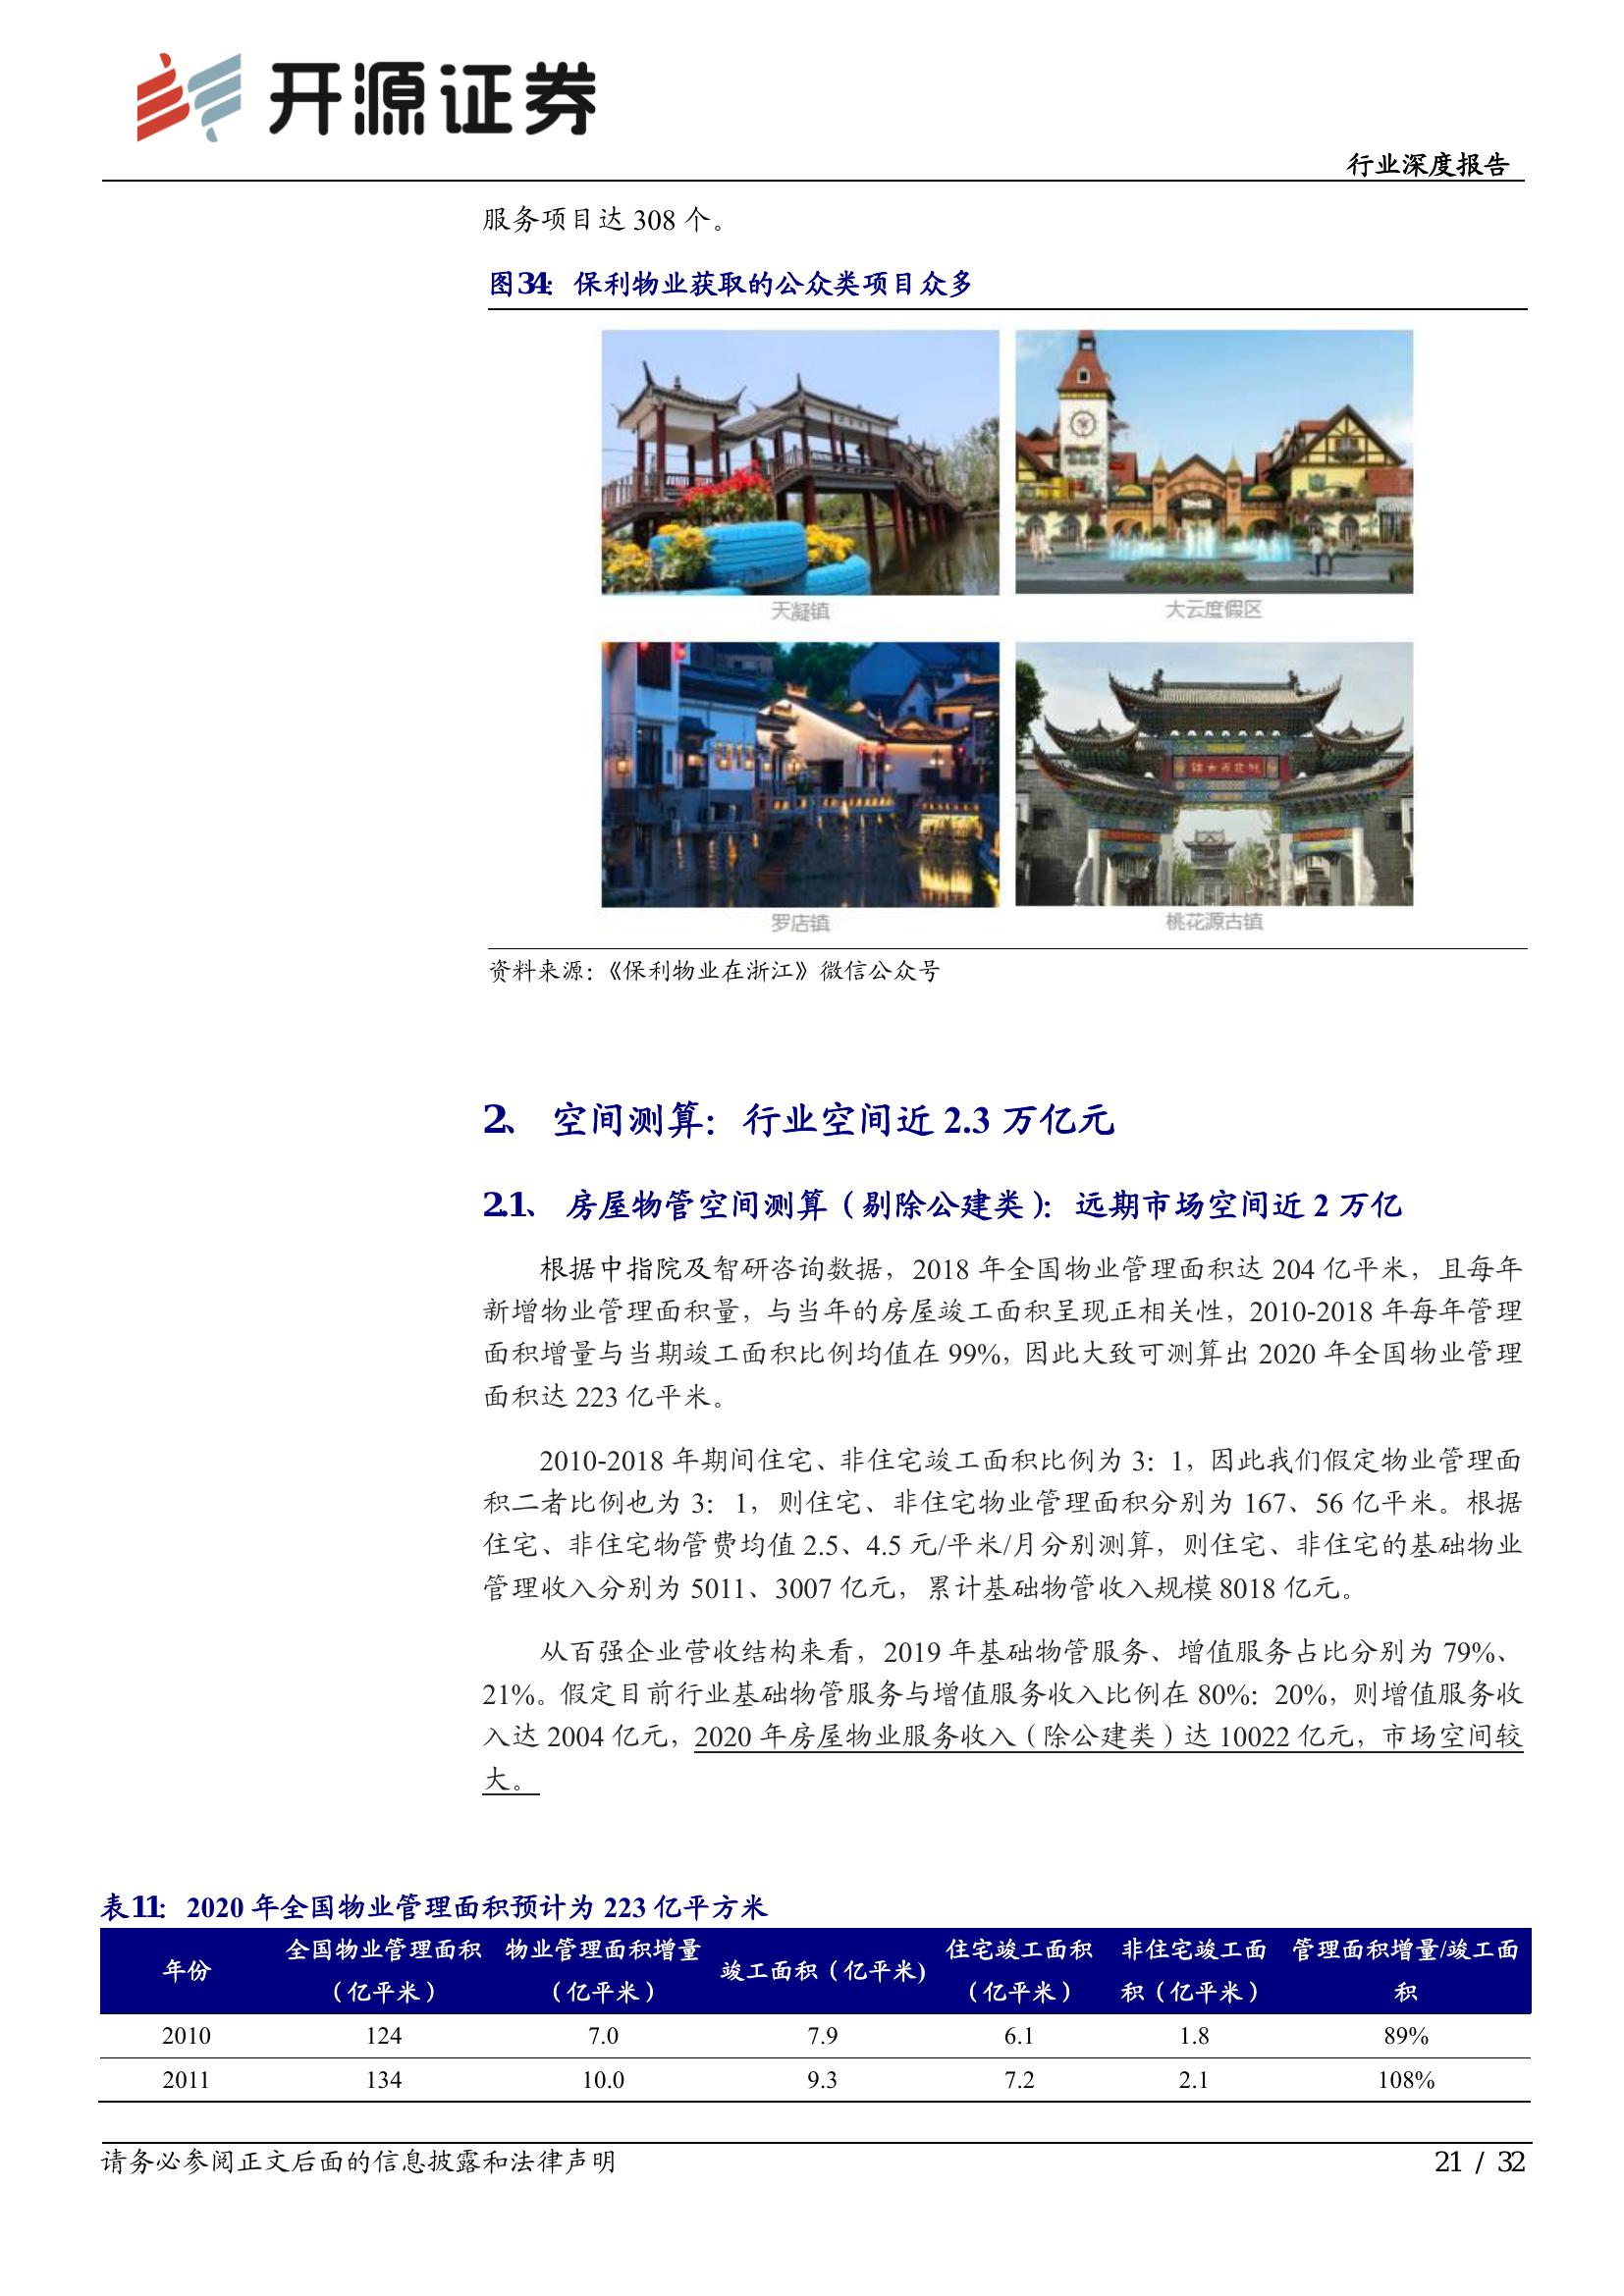 开源证券
行业深度报告
服务项目达 308 个。
图34：保利物业获取的公众类项目众多
天凝镇
大云度假区
罗店镇
桃花源古镇
资料来源：《保利物业在浙江》微信公众号
2、 空间测算：行业空间近 2.3 万亿元
2.1、 房屋物管空间测算（剔除公建类）：远期市场空间近 2 万亿
根据中指院及智研咨询数据，2018 年全国物业管理面积达 204 亿平米，且每年
新增物业管理面积量，与当年的房屋竣工面积呈现正相关性，2010-2018 年每年管理
面积增量与当期竣工面积比例均值在 99%，因此大致可测算出 2020 年全国物业管理
面积达 223 亿平米。
2010-2018 年期间住宅、非住宅竣工面积比例为 3：1，因此我们假定物业管理面
积二者比例也为 3：1，则住宅、非住宅物业管理面积分别为 167、56 亿平米。根据
住宅、非住宅物管费均值 2.5、4.5 元/平米/月分别测算，则住宅、非住宅的基础物业
管理收入分别为 5011、3007 亿元，累计基础物管收入规模 8018 亿元。
从百强企业营收结构来看，2019 年基础物管服务、增值服务占比分别为 79%、
21%。假定目前行业基础物管服务与增值服务收入比例在 80%：20%，则增值服务收
入达 2004 亿元，2020 年房屋物业服务收入（除公建类）达 10022 亿元，市场空间较
大。
表11：2020 年全国物业管理面积预计为 223 亿平方米
年份 全国物业管理面积（亿平米） 物业管理面积增量（亿平米） 竣工面积（亿平米) 住宅竣工面积（亿平米） 非住宅竣工面积（亿平米） 管理面积增量/竣工面积
2010 124 7.0 7.9 6.1 1.8 89%
2011 134 10.0 9.3 7.2 2.1 108%
请务必参阅正文后面的信息披露和法律声明
21 / 32